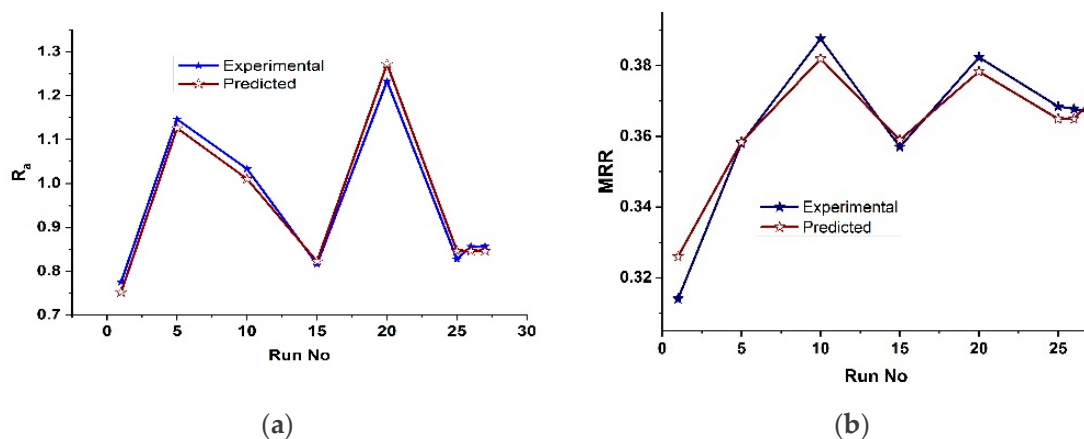 1.3
1.2
1.1
1.0
0.9
0.8
0.7
Rₐ
Experimental
Predicted
0 5 10 15 20 25 30
Run No
(a)
0.38
0.36
0.34
0.32
MRR
Experimental
Predicted
0 5 10 15 20 25
Run No
(b)